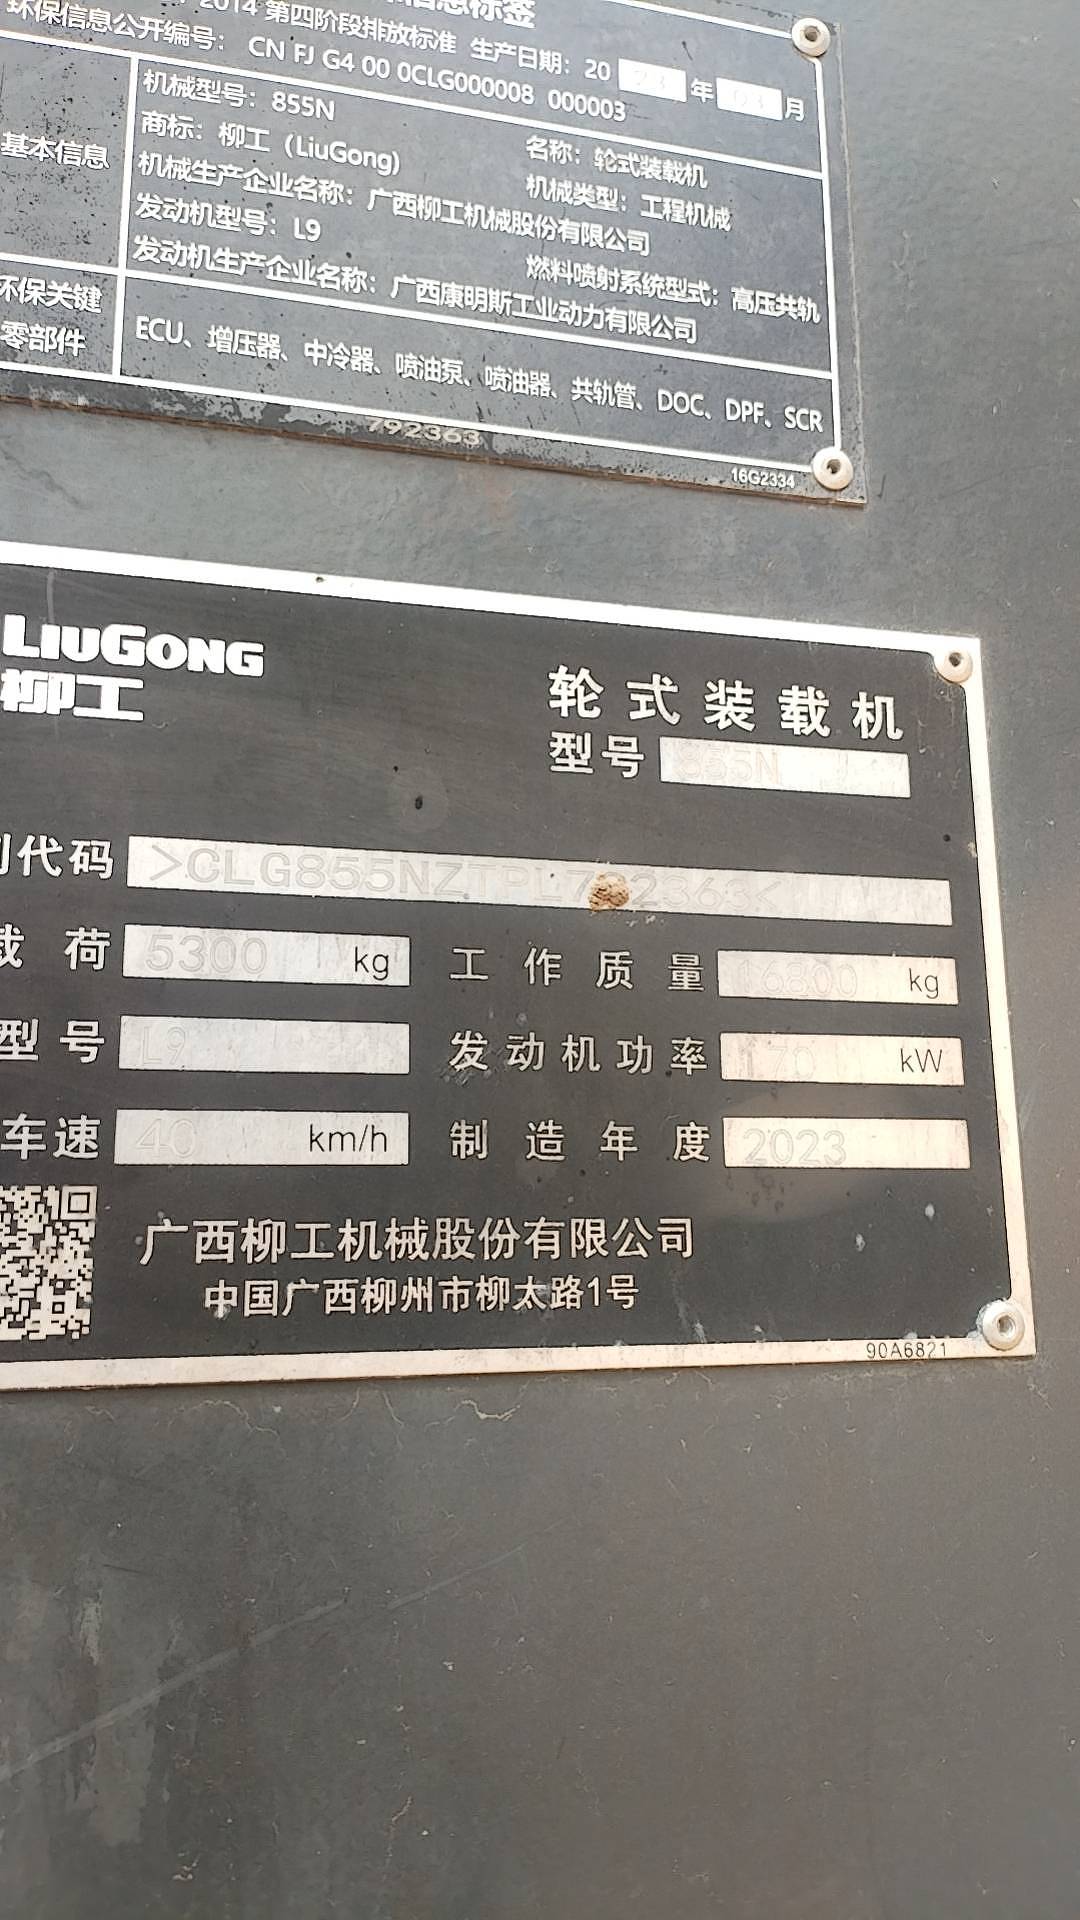 信息标签
2014 第四阶段排放标准 生产日期：20 23 年 03 月
环保信息公开编号： CN FJ G4 00 0CLG000008 000003
基本信息
机械型号：855N 名称：轮式装载机
商标：柳工（LiuGong) 机械类型：工程机械
机械生产企业名称：广西柳工机械股份有限公司
发动机型号：L9 燃料喷射系统型式：高压共轨
发动机生产企业名称：广西康明斯工业动力有限公司
环保关键
零部件
ECU、增压器、中冷器、喷油泵、喷油器、共轨管、DOC、DPF、SCR
792363
16G2334
LIUGONG
柳工
轮式装载机
型号 855N
代码 >CLG855NZTPL792363<
载荷 5300 kg 工作质量 16800 kg
型号 L9 发动机功率 170 kW
车速 40 km/h 制造年度 2023
广西柳工机械股份有限公司
中国广西柳州市柳太路1号
90A6821